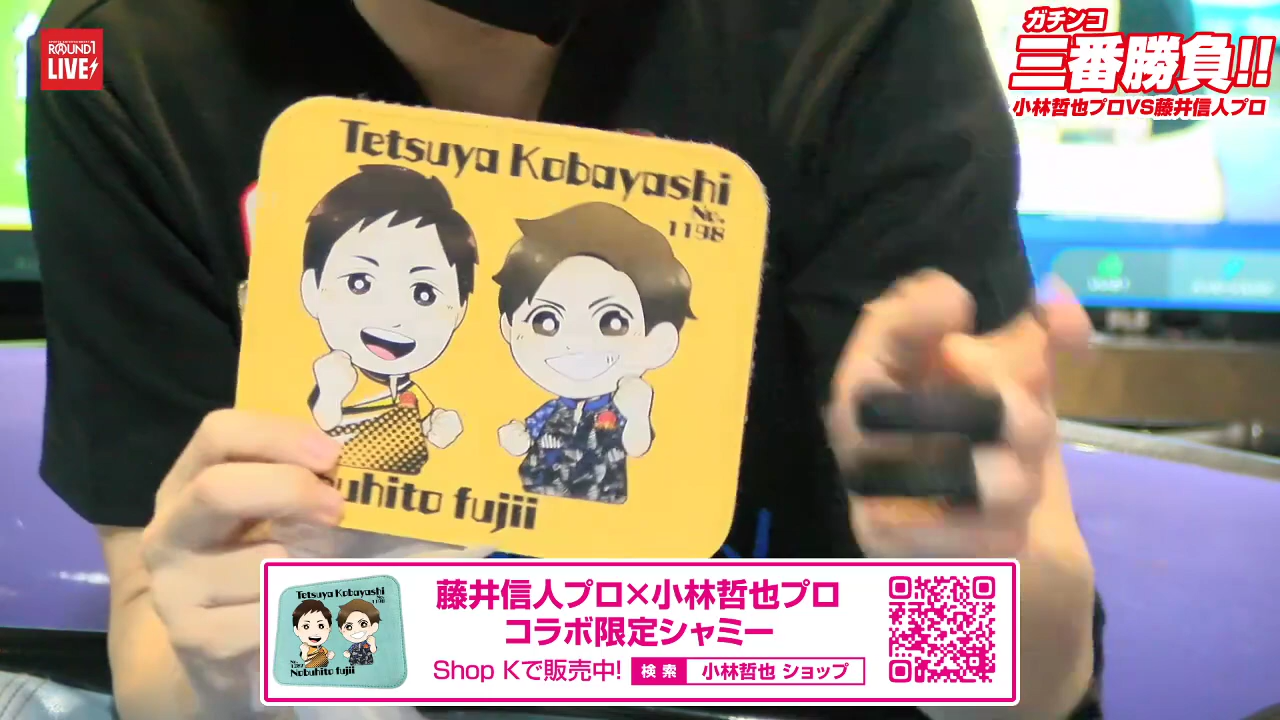 ROUND1
LIVE
ガチンコ
三番勝負!!
小林哲也プロVS藤井信人プロ
Tetsuya Kobayashi
No.
1198
buhito fujii
藤井信人プロ×小林哲也プロ
コラボ限定シャミー
Shop Kで販売中!
検索
小林哲也 ショップ
Tetsuya Kobayashi
No.
1198
Nobuhito fujii